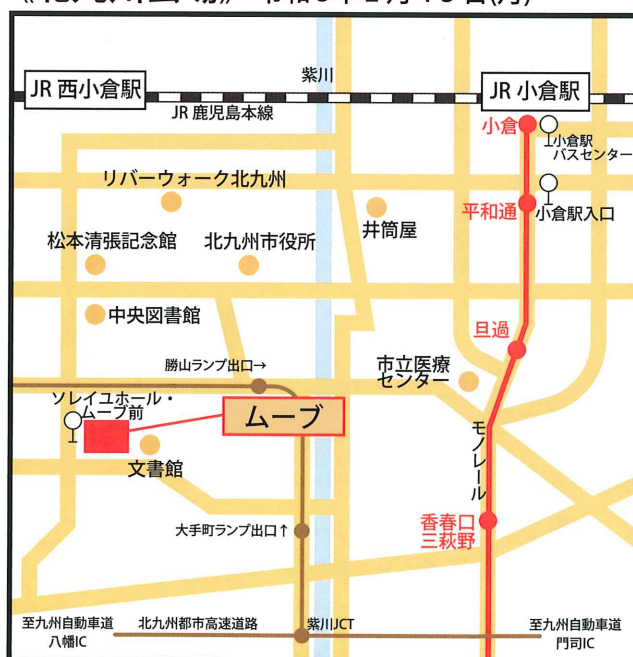 紫川
JR 西小倉駅
JR 小倉駅
JR 鹿児島本線
小倉
小倉駅
バスセンター
リバーウォーク北九州
平和通
小倉駅入口
井筒屋
松本清張記念館
北九州市役所
中央図書館
旦過
勝山ランプ出口→
市立医療
センター
ソレイユホール・
ムーブ前
ムーブ
文書館
モノレール
香春口
三萩野
大手町ランプ出口↑
至九州自動車道
八幡IC
北九州都市高速道路
紫川JCT
至九州自動車道
門司IC